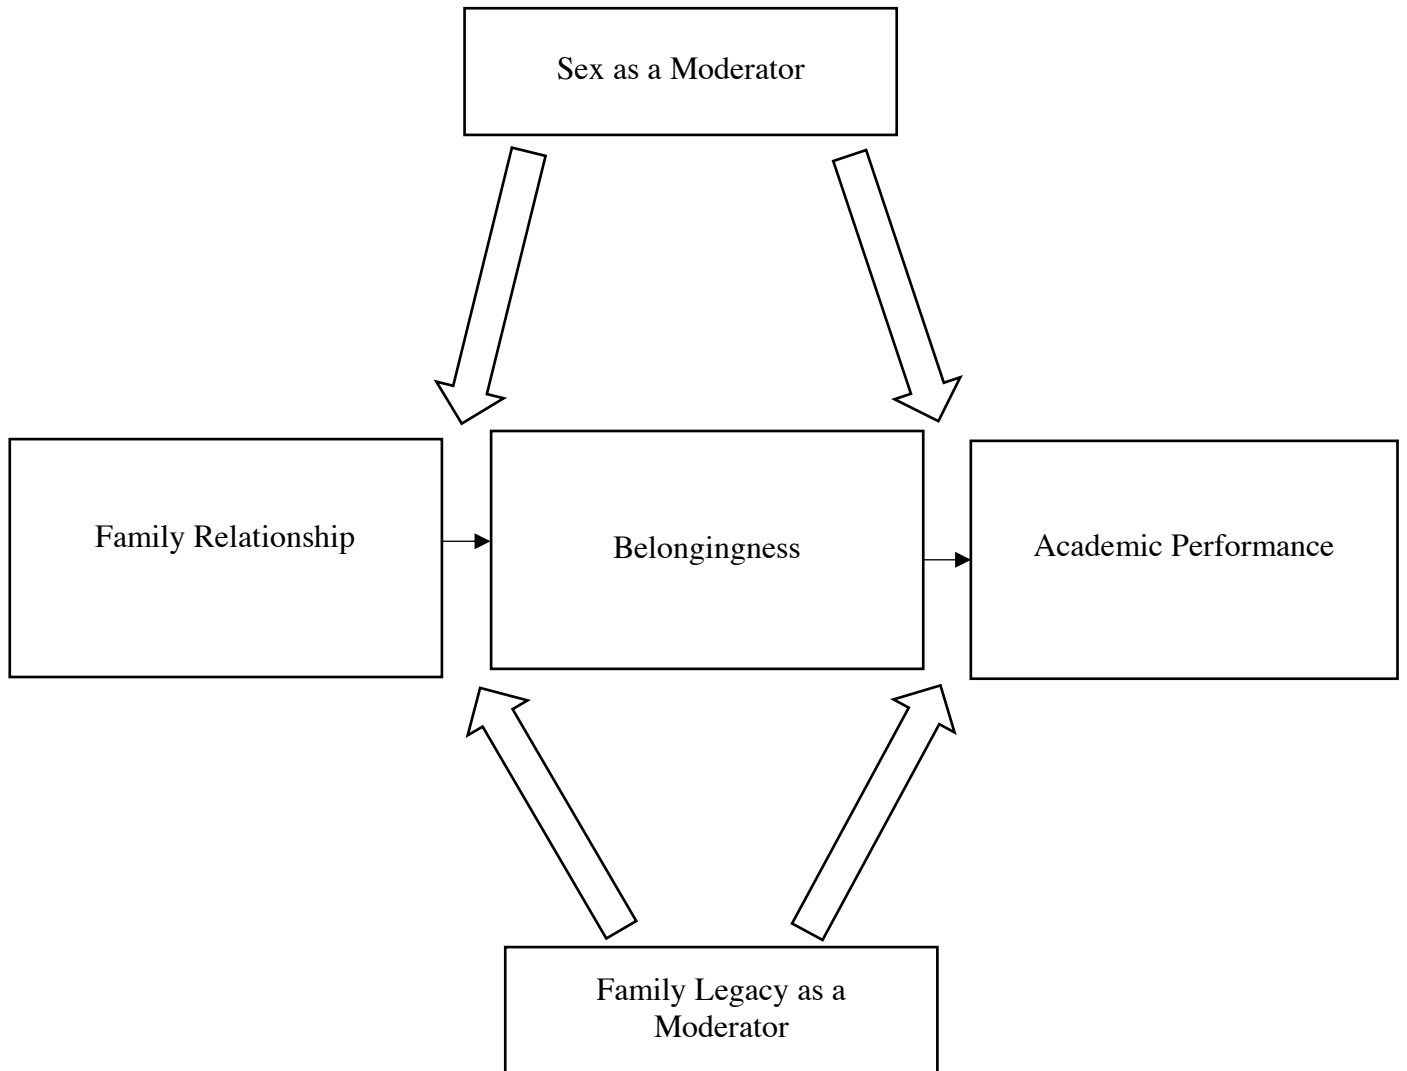 Sex as a Moderator
Family Relationship
Belongingness
Academic Performance
Family Legacy as a
Moderator